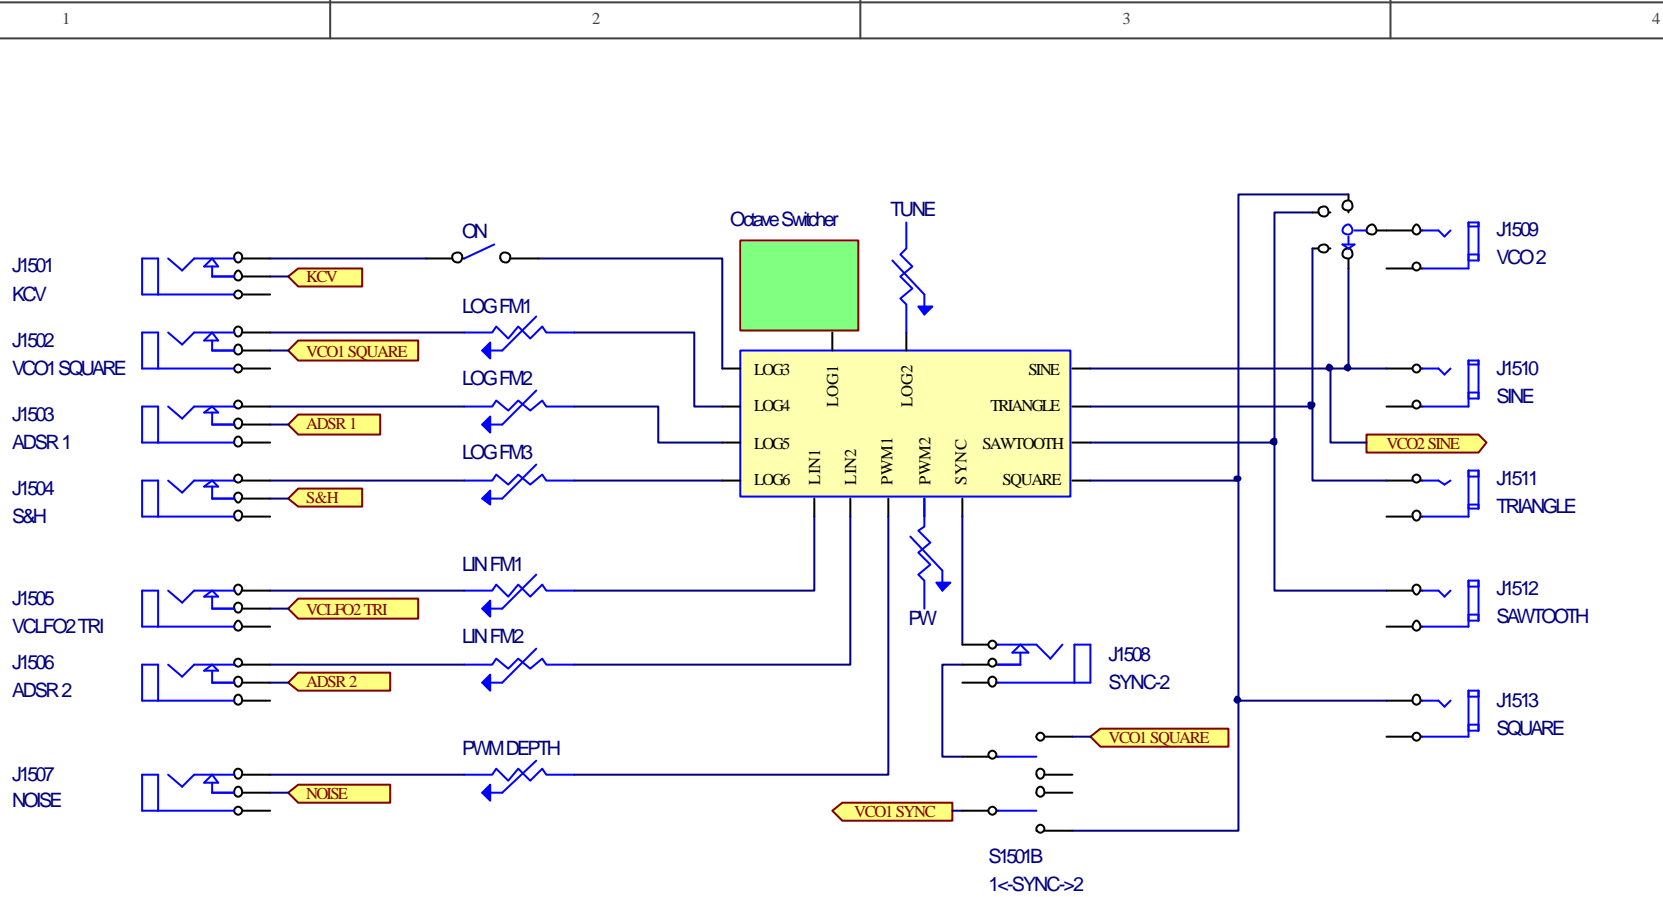 1 2 3 4
TUNE
Octave Switcher
ON
J1501
KCV
KCV
J1509
VCO 2
LOG FM1
J1502
VCO1 SQUARE
VCO1 SQUARE
LOG FM2
J1503
ADSR 1
ADSR 1
LOG FM3
J1504
S&H
S&H
LOG3
LOG4
LOG5
LOG6
LOG1
LOG2
LIN1
LIN2
PWM1
PWM2
SYNC
SINE
TRIANGLE
SAWTOOTH
SQUARE
J1510
SINE
VCO2 SINE
J1511
TRIANGLE
LIN FM1
J1505
VCLFO2 TRI
VCLFO2 TRI
PW
J1512
SAWTOOTH
LIN FM2
J1506
ADSR 2
ADSR 2
J1508
SYNC-2
J1513
SQUARE
PWM DEPTH
VCO1 SQUARE
J1507
NOISE
NOISE
VCO1 SYNC
S1501B
1<-SYNC->2